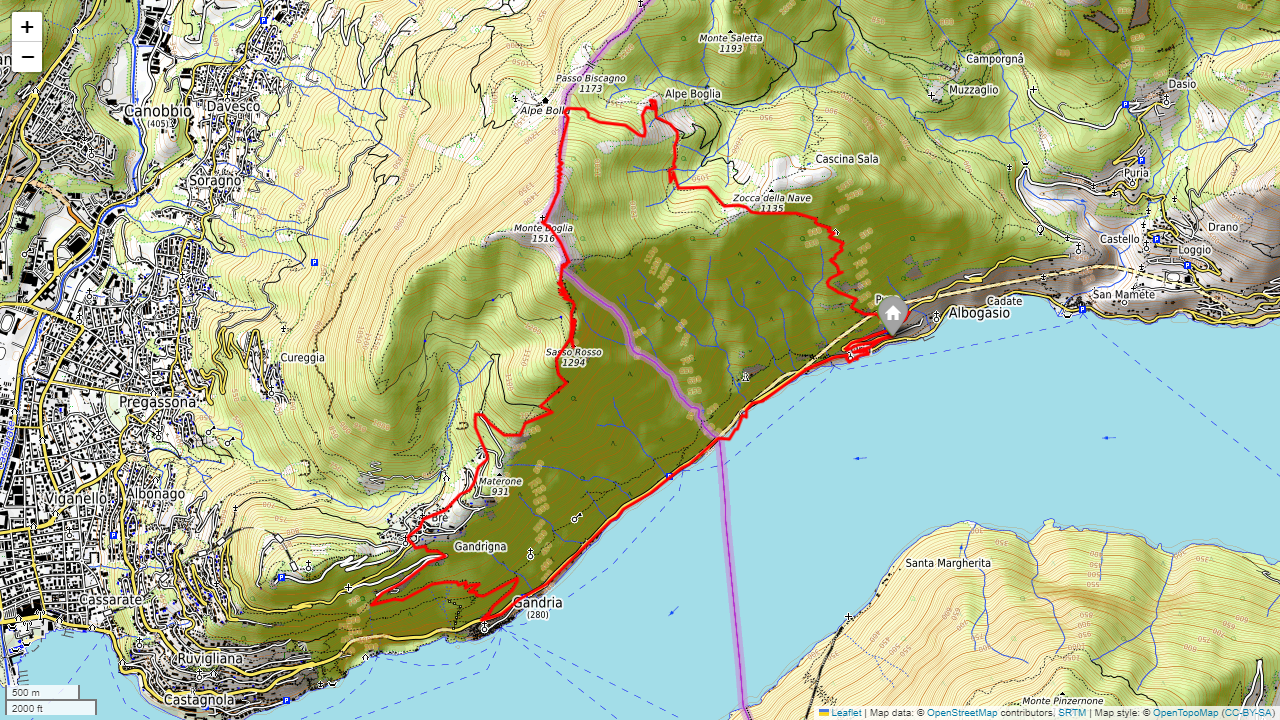 +
−
Monte Saletta
1193
Camporgna
Passo Biscagno
1173
Dasio
Muzzaglio
Alpe Boglia
Canobbio
(405)
Davesco
Alpe Bolla
Cascina Sala
Puria
Soragno
Zocca della Nave
1135
Monte Boglia
1516
Drano
Castello
Loggio
San Mamete
Cadate
Albogasio
Cureggia
Sasso Rosso
1294
Pregassona
Materone
931
Viganello
Albonago
Brè
Gandrigna
Santa Margherita
Cassarate
Gandria
(280)
Ruvigliana
Castagnola
Monte Pinzernone
500 m
2000 ft
Leaflet | Map data: © OpenStreetMap contributors, SRTM | Map style: © OpenTopoMap (CC-BY-SA)